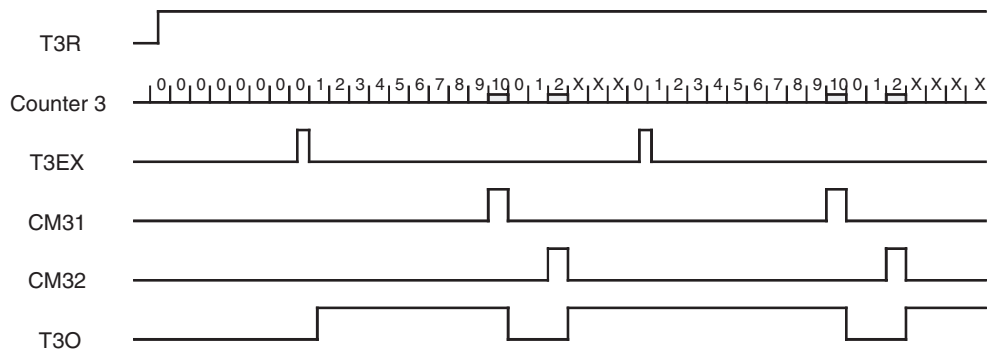 T3R
Counter 3 0 0 0 0 0 0 0 0 1 2 3 4 5 6 7 8 9 10 0 1 2 X X X 0 1 2 3 4 5 6 7 8 9 10 0 1 2 X X X X
T3EX
CM31
CM32
T3O